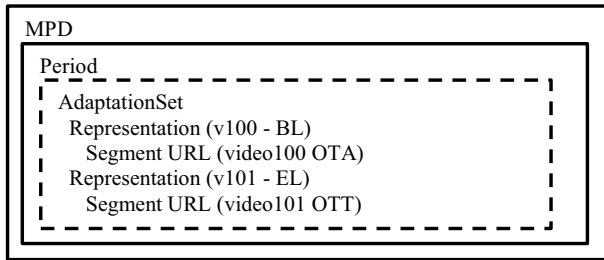 MPD
Period
AdaptationSet
Representation (v100 - BL)
Segment URL (video100 OTA)
Representation (v101 - EL)
Segment URL (video101 OTT)